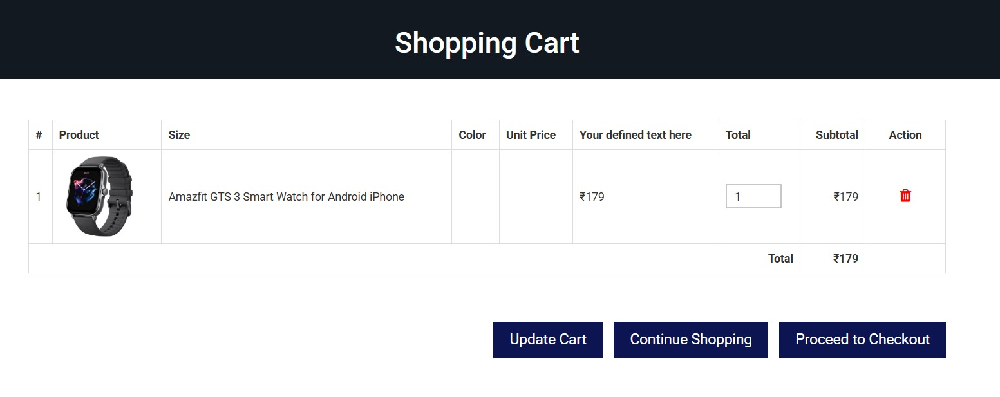 Shopping Cart
# Product Size Color Unit Price Your defined text here Total Subtotal Action
1 Amazfit GTS 3 Smart Watch for Android iPhone ₹179 1 ₹179
Total ₹179
Update Cart Continue Shopping Proceed to Checkout